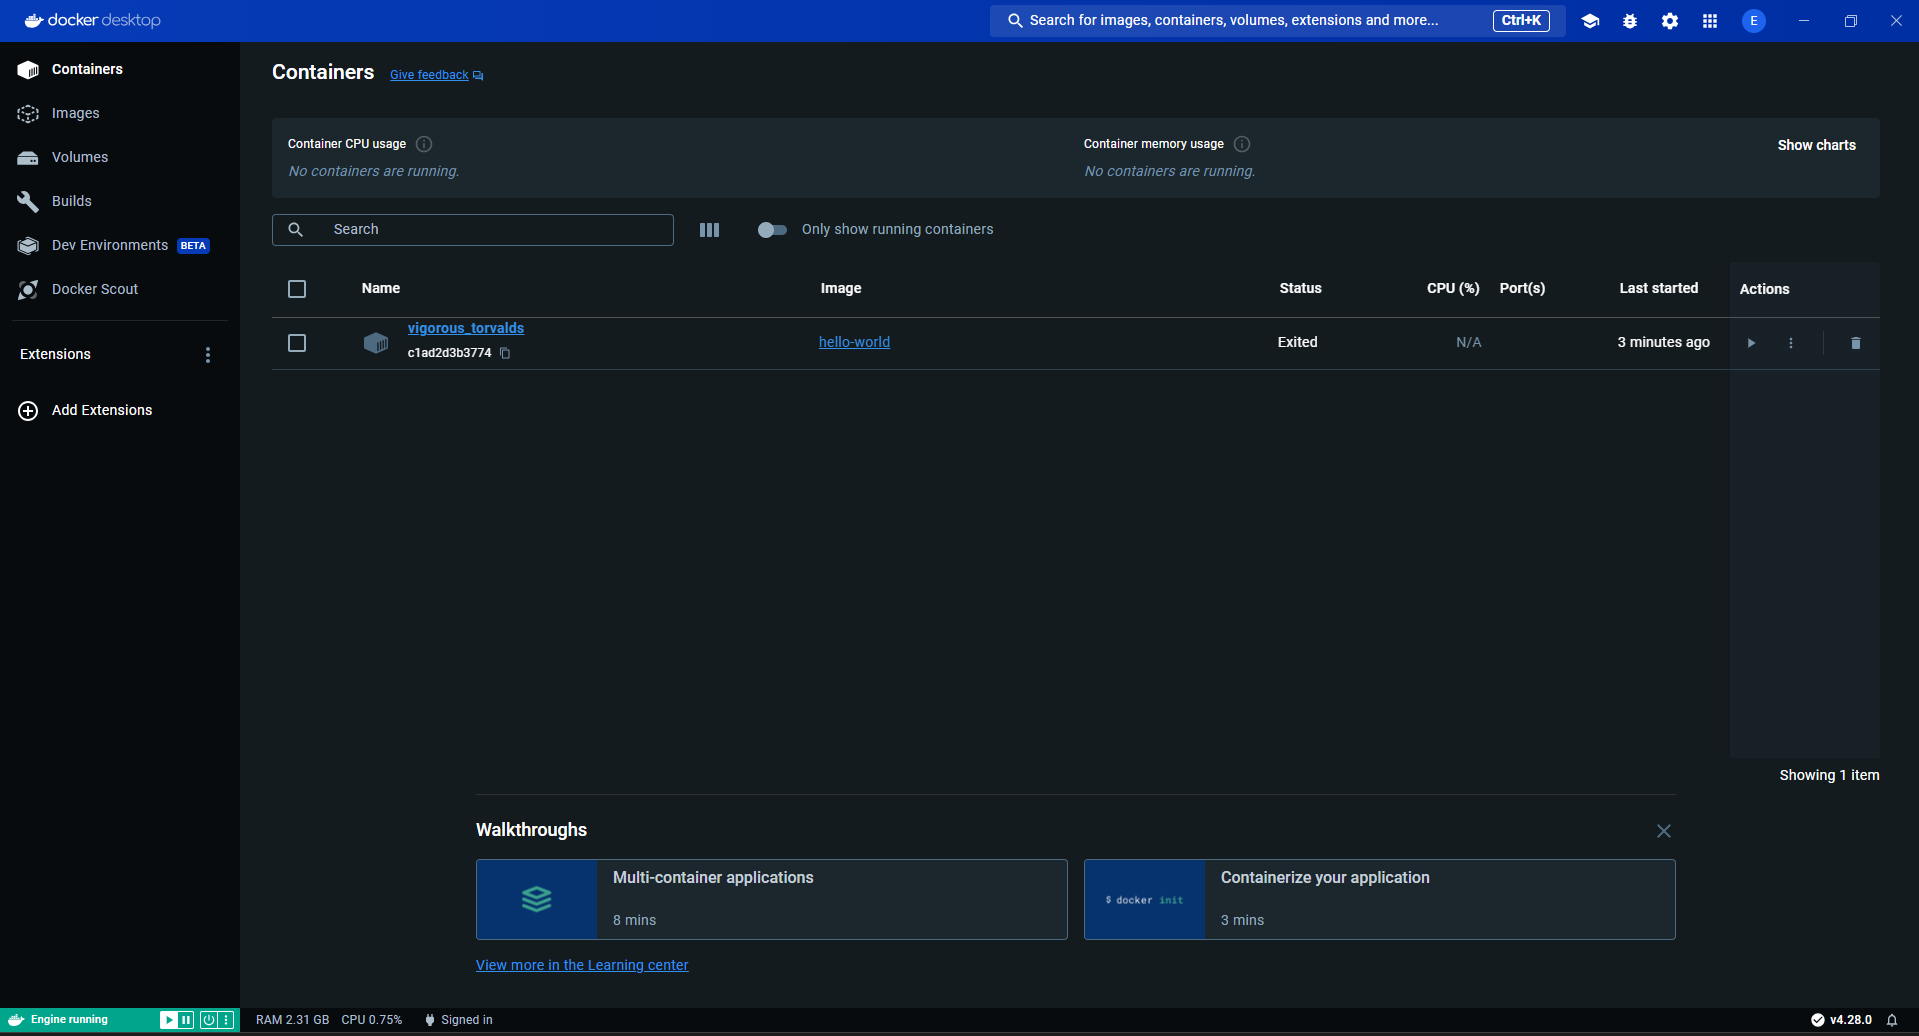 docker desktop
Search for images, containers, volumes, extensions and more...
Ctrl+K
E
Containers
Images
Volumes
Builds
Dev Environments BETA
Docker Scout
Extensions
Add Extensions
Containers
Give feedback
Container CPU usage
No containers are running.
Container memory usage
No containers are running.
Show charts
Search
Only show running containers
Name Image Status CPU (%) Port(s) Last started Actions
vigorous_torvalds
c1ad2d3b3774
hello-world
Exited
N/A
3 minutes ago
Showing 1 item
Walkthroughs
Multi-container applications
8 mins
$ docker init
Containerize your application
3 mins
View more in the Learning center
Engine running
RAM 2.31 GB CPU 0.75% Signed in
v4.28.0